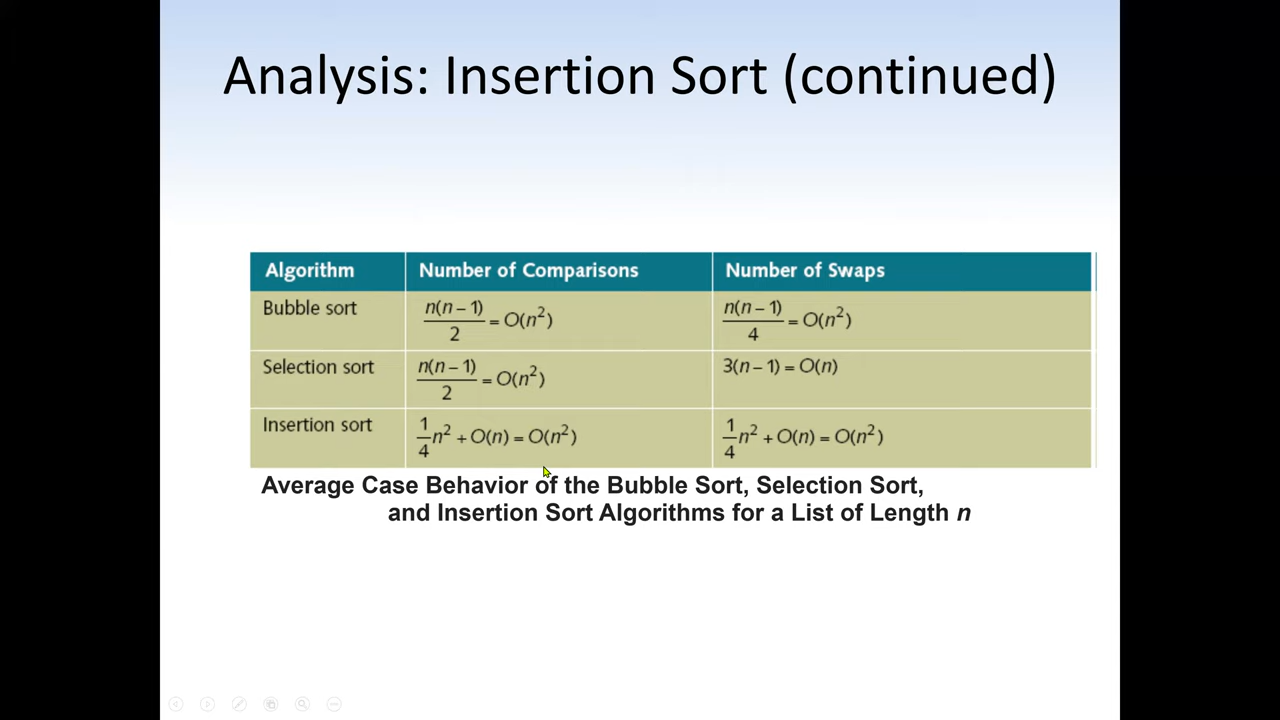 Analysis: Insertion Sort (continued)
Algorithm Number of Comparisons Number of Swaps
Bubble sort n(n – 1)/2 = O(n²) n(n – 1)/4 = O(n²)
Selection sort n(n – 1)/2 = O(n²) 3(n – 1) = O(n)
Insertion sort 1/4 n² + O(n) = O(n²) 1/4 n² + O(n) = O(n²)
Average Case Behavior of the Bubble Sort, Selection Sort,
and Insertion Sort Algorithms for a List of Length n